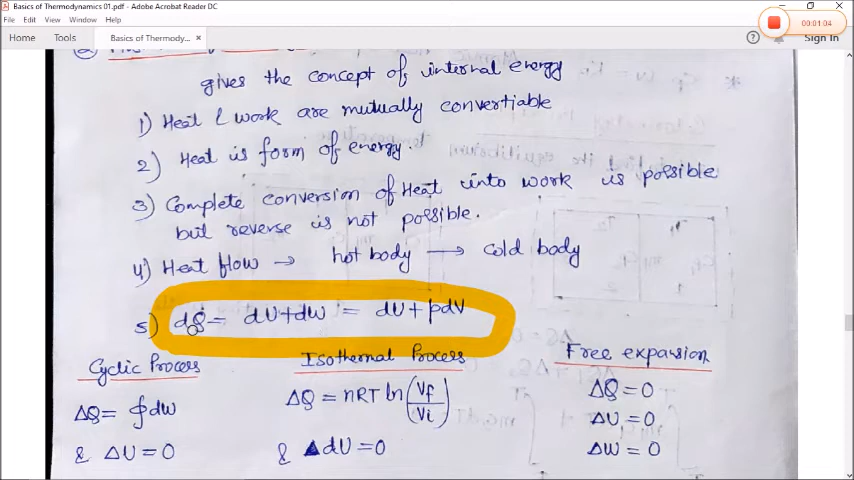 Basics of Thermodynamics 01.pdf - Adobe Acrobat Reader DC
File Edit View Window Help
00:01:04
Home Tools Basics of Thermody... × Sign In
gives the concept of internal energy
1) Heat & work are mutually convertiable
2) Heat is form of energy.
3) Complete conversion of Heat into work is possible
but reverse is not possible.
4) Heat flow → hot body → cold body
5) dQ = dU+dW = dU+pdV
Cyclic Process Isothermal Process Free expansion
ΔQ = ∮dW ΔQ = nRT ln(Vf/Vi) ΔQ = 0
ΔU = 0
& ΔU = 0 & ΔdU = 0 ΔW = 0